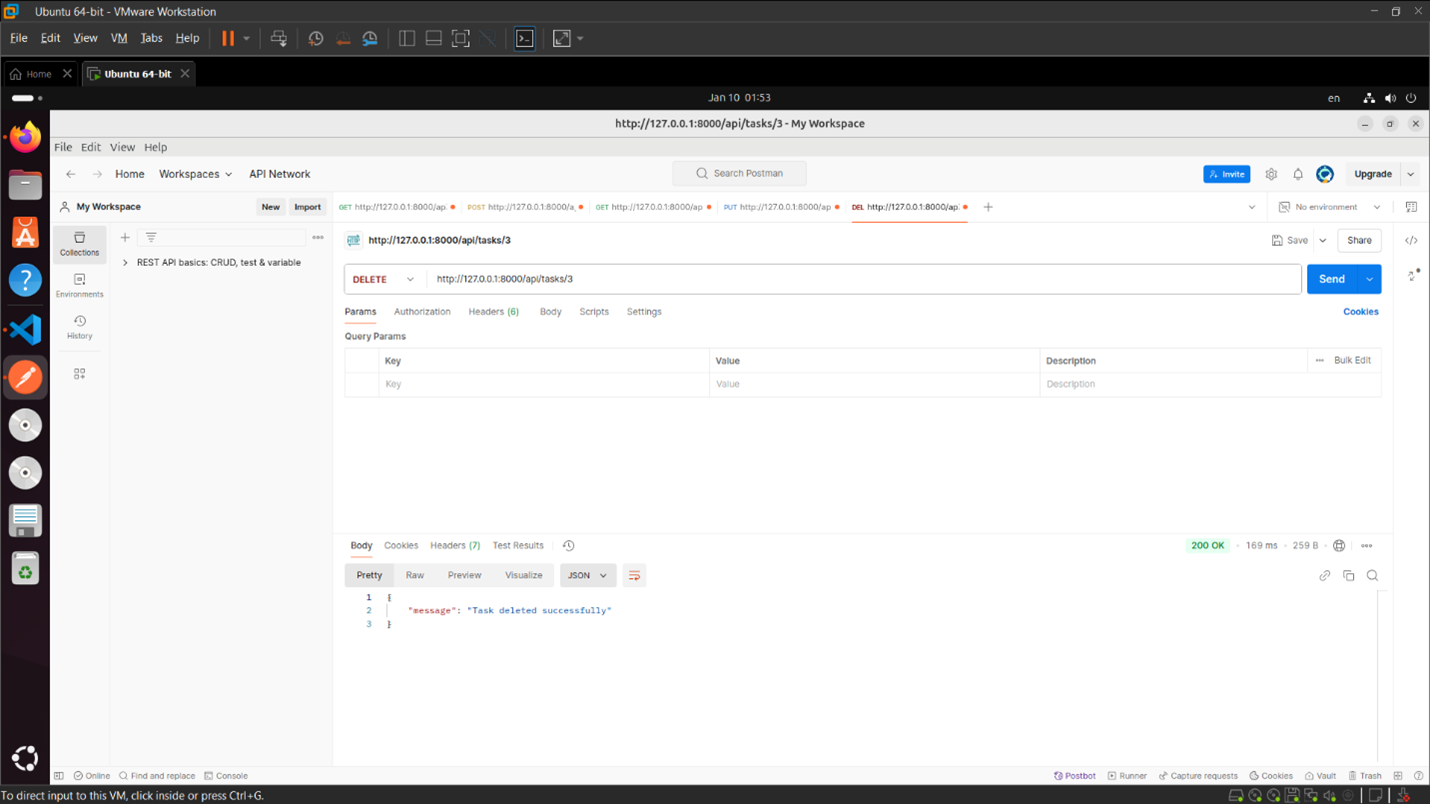 Ubuntu 64-bit - VMware Workstation
File Edit View VM Tabs Help
Home Ubuntu 64-bit
Jan 10 01:53 en
http://127.0.0.1:8000/api/tasks/3 - My Workspace
File Edit View Help
Home Workspaces API Network Search Postman Invite Upgrade
My Workspace New Import GET http://127.0.0.1:8000/ap POST http://127.0.0.1:8000/a GET http://127.0.0.1:8000/ap PUT http://127.0.0.1:8000/ap DEL http://127.0.0.1:8000/ap No environment
Collections
http://127.0.0.1:8000/api/tasks/3 Save Share
REST API basics: CRUD, test & variable
DELETE http://127.0.0.1:8000/api/tasks/3 Send
Environments
Params Authorization Headers (6) Body Scripts Settings Cookies
History
Query Params
Key Value Description Bulk Edit
Key Value Description
Body Cookies Headers (7) Test Results 200 OK 169 ms 259 B
Pretty Raw Preview Visualize JSON
1 {
2 "message": "Task deleted successfully"
3 }
Online Find and replace Console Postbot Runner Capture requests Cookies Vault Trash
To direct input to this VM, click inside or press Ctrl+G.